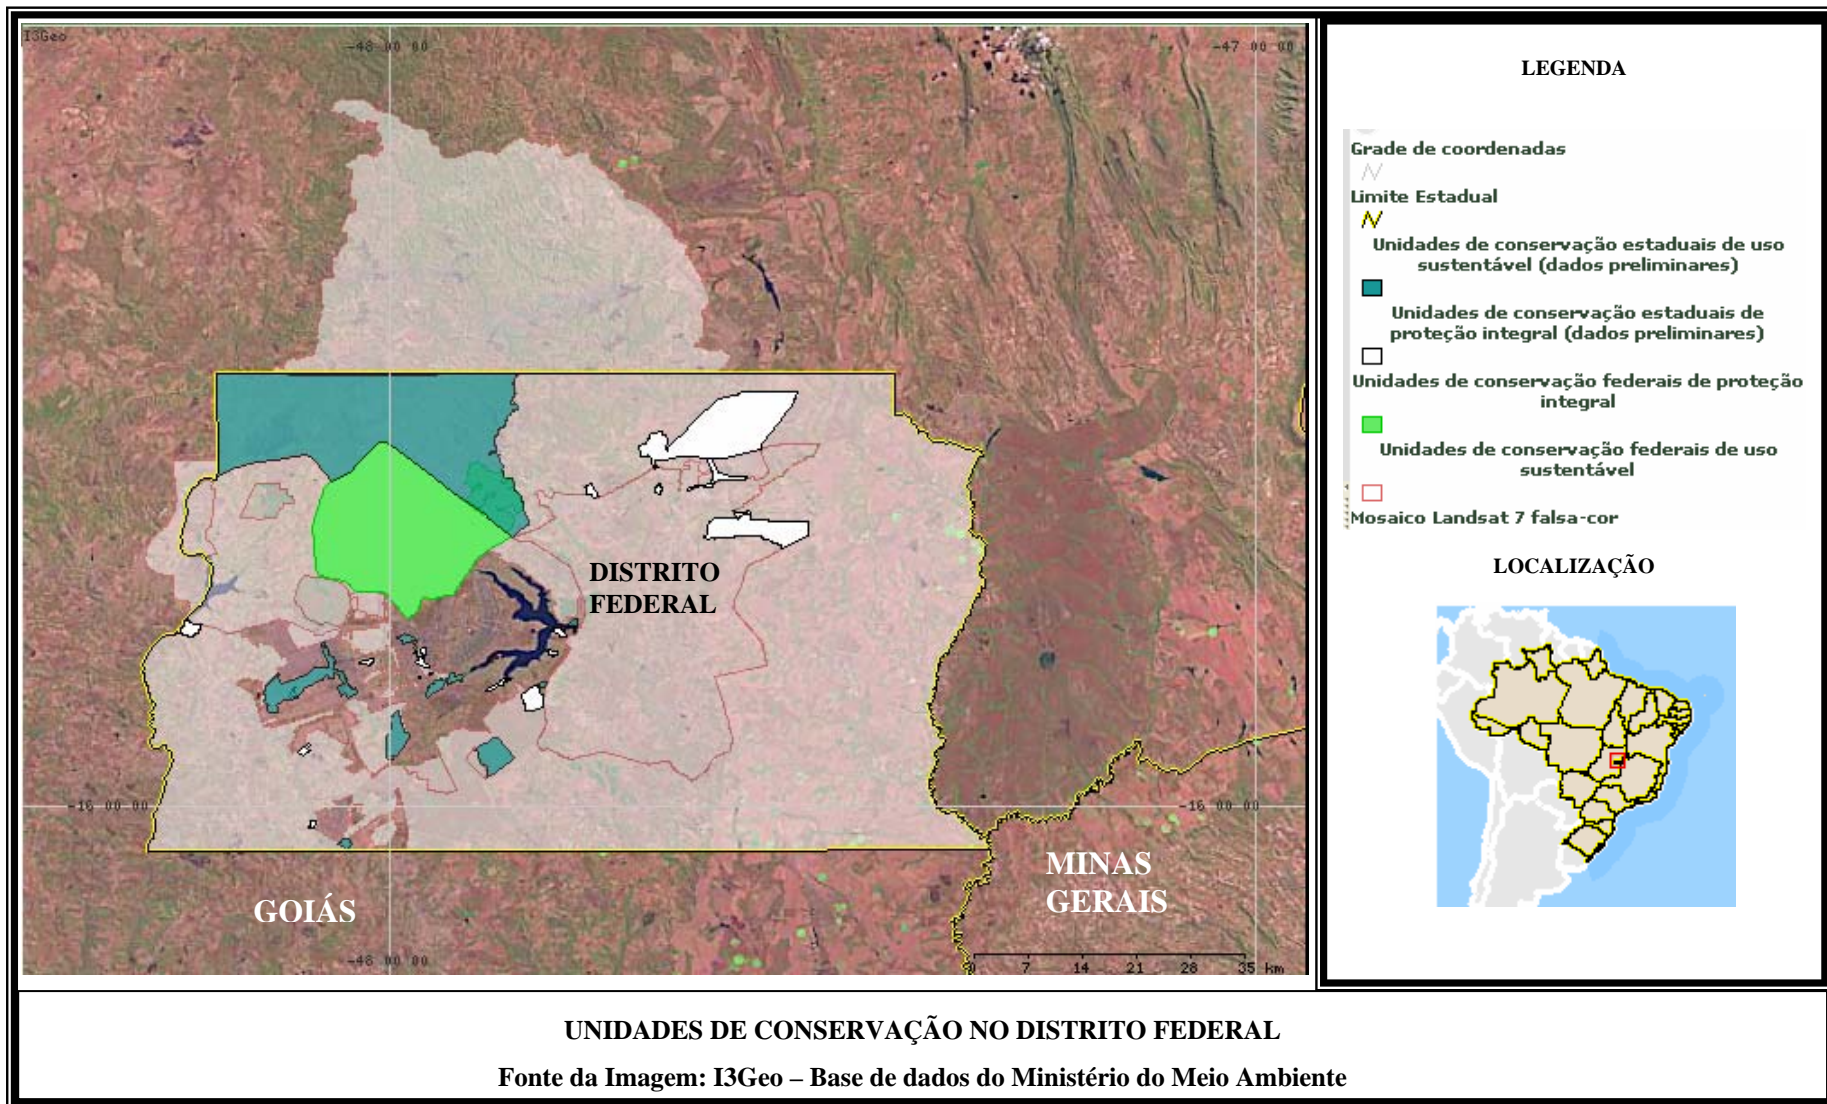 I3Geo
-48 00 00
-47 00 00
DISTRITO
FEDERAL
-16 00 00
-16 00 00
MINAS
GERAIS
GOIÁS
-48 00 00
0 7 14 21 28 35 km
LEGENDA
Grade de coordenadas
Limite Estadual
Unidades de conservação estaduais de uso
sustentável (dados preliminares)
Unidades de conservação estaduais de
proteção integral (dados preliminares)
Unidades de conservação federais de proteção
integral
Unidades de conservação federais de uso
sustentável
Mosaico Landsat 7 falsa-cor
LOCALIZAÇÃO
UNIDADES DE CONSERVAÇÃO NO DISTRITO FEDERAL
Fonte da Imagem: I3Geo – Base de dados do Ministério do Meio Ambiente